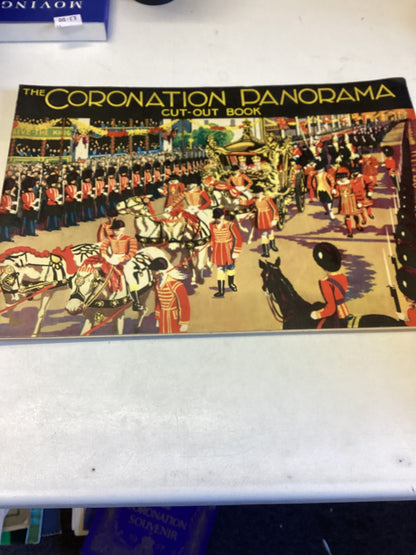 MOVING
THE CORONATION PANORAMA
CUT-OUT BOOK
CORONATION
SOUVENIR